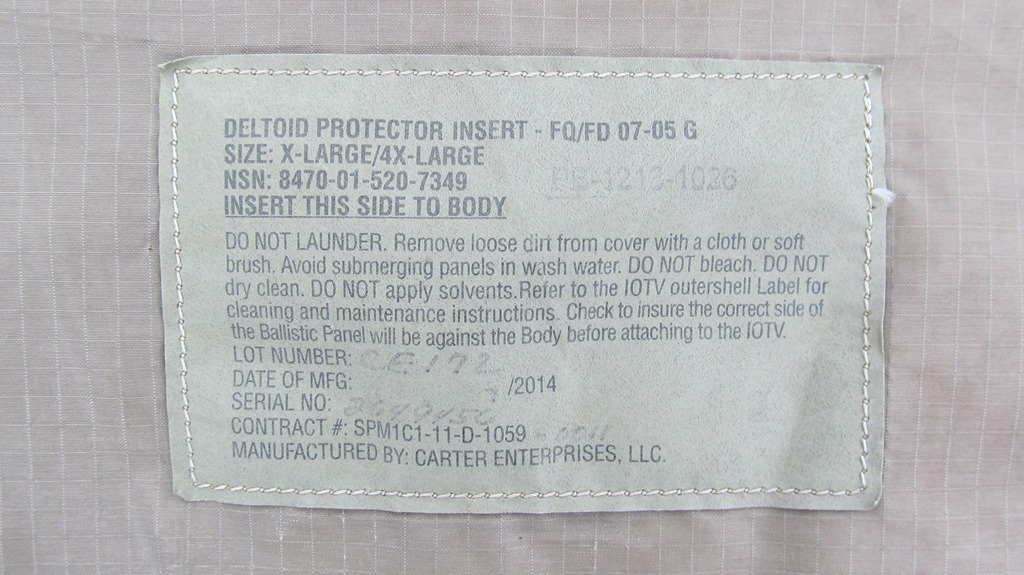 DELTOID PROTECTOR INSERT - FQ/FD 07-05 G
SIZE: X-LARGE/4X-LARGE
NSN: 8470-01-520-7349 PE-1213-1026
INSERT THIS SIDE TO BODY
DO NOT LAUNDER. Remove loose dirt from cover with a cloth or soft
brush. Avoid submerging panels in wash water. DO NOT bleach. DO NOT
dry clean. DO NOT apply solvents.Refer to the IOTV outershell Label for
cleaning and maintenance instructions. Check to insure the correct side of
the Ballistic Panel will be against the Body before attaching to the IOTV.
LOT NUMBER: CE172
DATE OF MFG: /2014
SERIAL NO:
CONTRACT #: SPM1C1-11-D-1059
MANUFACTURED BY: CARTER ENTERPRISES, LLC.